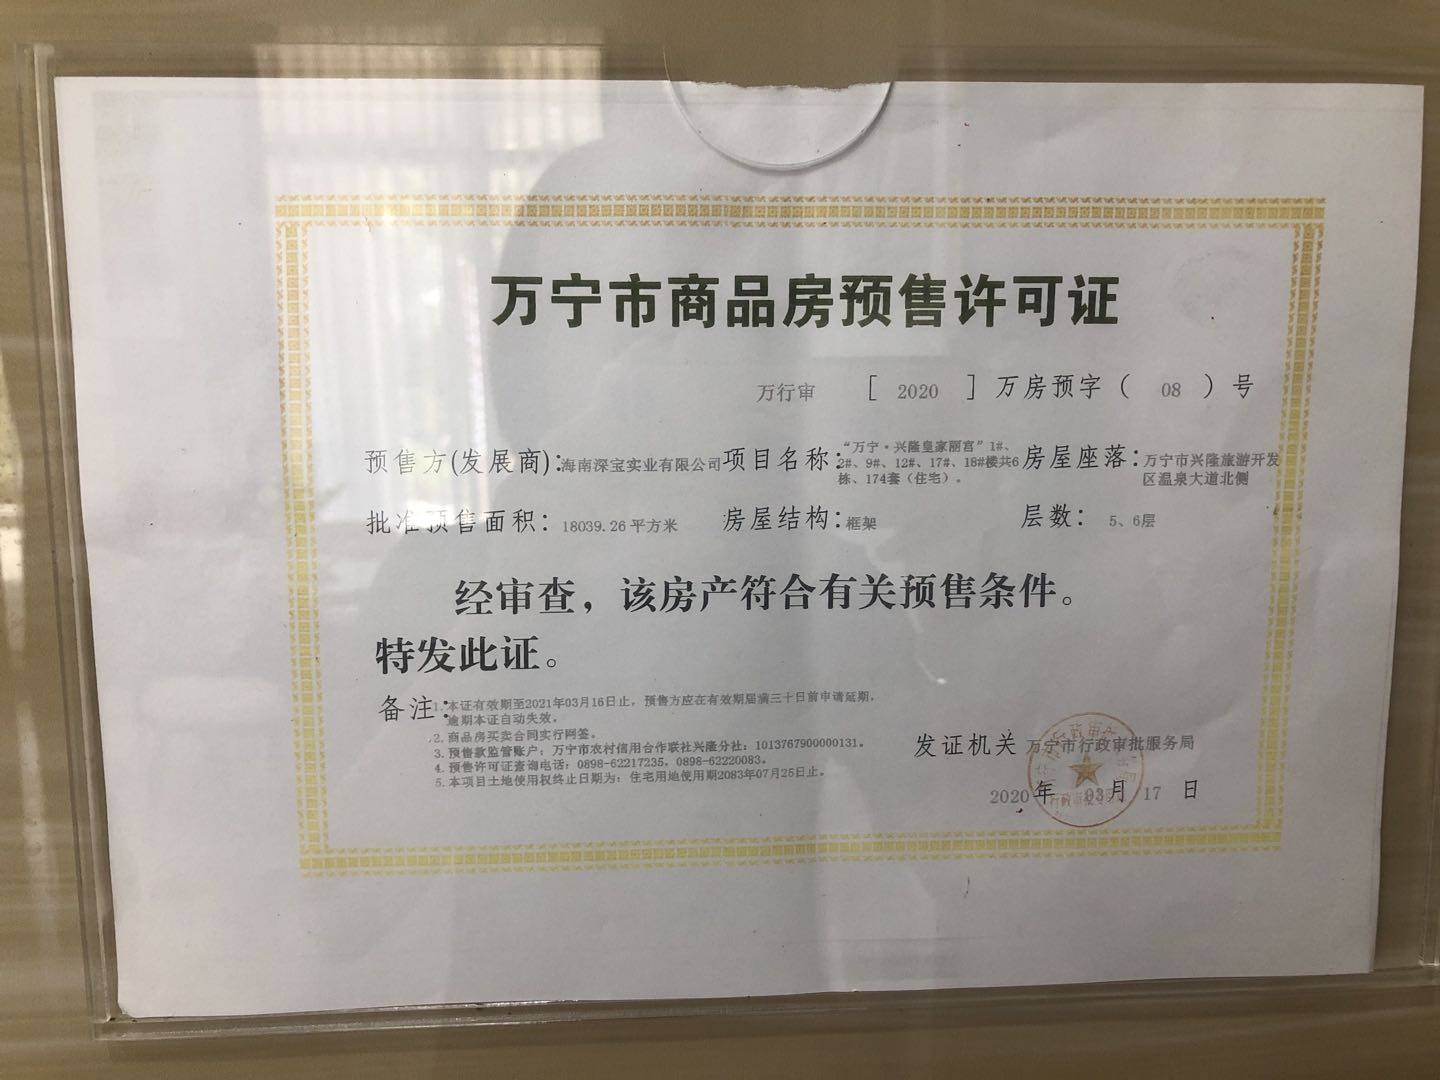 万宁市商品房预售许可证
万行审 [ 2020 ] 万房预字( 08 )号
预售方(发展商):海南深宝实业有限公司 项目名称:“万宁·兴隆皇家丽宫”1#、
2#、9#、12#、17#、18#楼共6
栋、174套(住宅)。
房屋座落:万宁市兴隆旅游开发
区温泉大道北侧
批准预售面积:18039.26 平方米 房屋结构:框架 层数: 5、6层
经审查,该房产符合有关预售条件。
特发此证。
备注:1.本证有效期至2021年03月16日止,预售方应在有效期届满三十日前申请延期,
逾期本证自动失效。
2. 商品房买卖合同实行网签。
3. 预售款监管账户:万宁市农村信用合作联社兴隆分社:1013767900000131。
4. 预售许可证查询电话:0898-62217235、0898-62220083。
5. 本项目土地使用权终止日期为:住宅用地使用期2083年07月25日止。
发证机关 万宁市行政审批服务局
2020 年 03 月 17 日